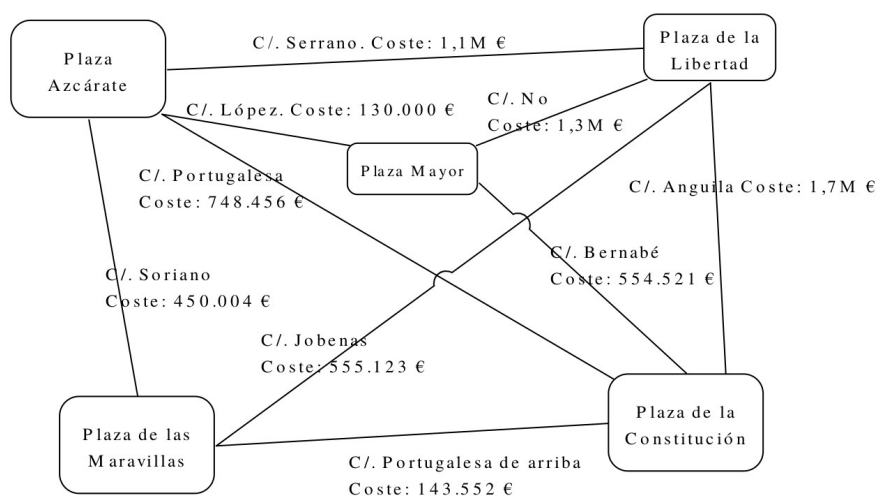 Plaza
Azcárate
C/. Serrano. Coste: 1,1M €
Plaza de la
Libertad
C/. López. Coste: 130.000 €
C/. No
Coste: 1,3M €
Plaza Mayor
C/. Portugalesa
Coste: 748.456 €
C/. Anguila Coste: 1,7M €
C/. Bernabé
Coste: 554.521 €
C/. Soriano
Coste: 450.004 €
C/. Jobenas
Coste: 555.123 €
Plaza de las
Maravillas
Plaza de la
Constitución
C/. Portugalesa de arriba
Coste: 143.552 €